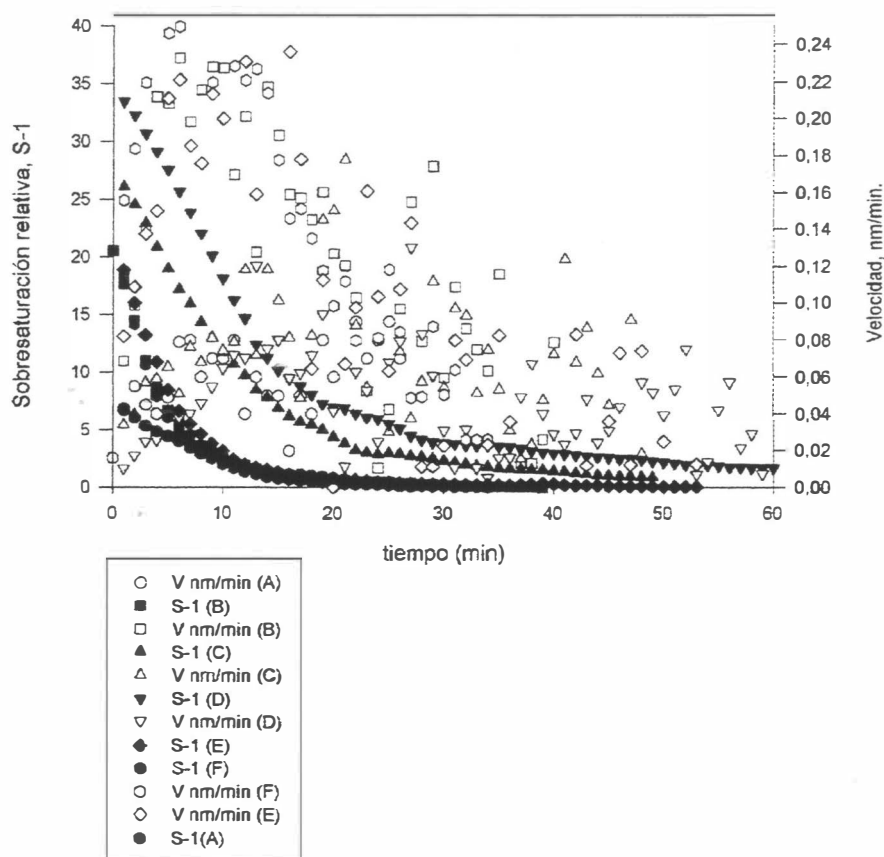 40
35
30
25
20
15
10
5
0
Sobresaturación relativa, S-1
0,24
0,22
0,20
0,18
0,16
0,14
0,12
0,10
0,08
0,06
0,04
0,02
0,00
Velocidad, nm/min.
0 10 20 30 40 50 60
tiempo (min)
V nm/min (A)
S-1 (B)
V nm/min (B)
S-1 (C)
V nm/min (C)
S-1 (D)
V nm/min (D)
S-1 (E)
S-1 (F)
V nm/min (F)
V nm/min (E)
S-1(A)